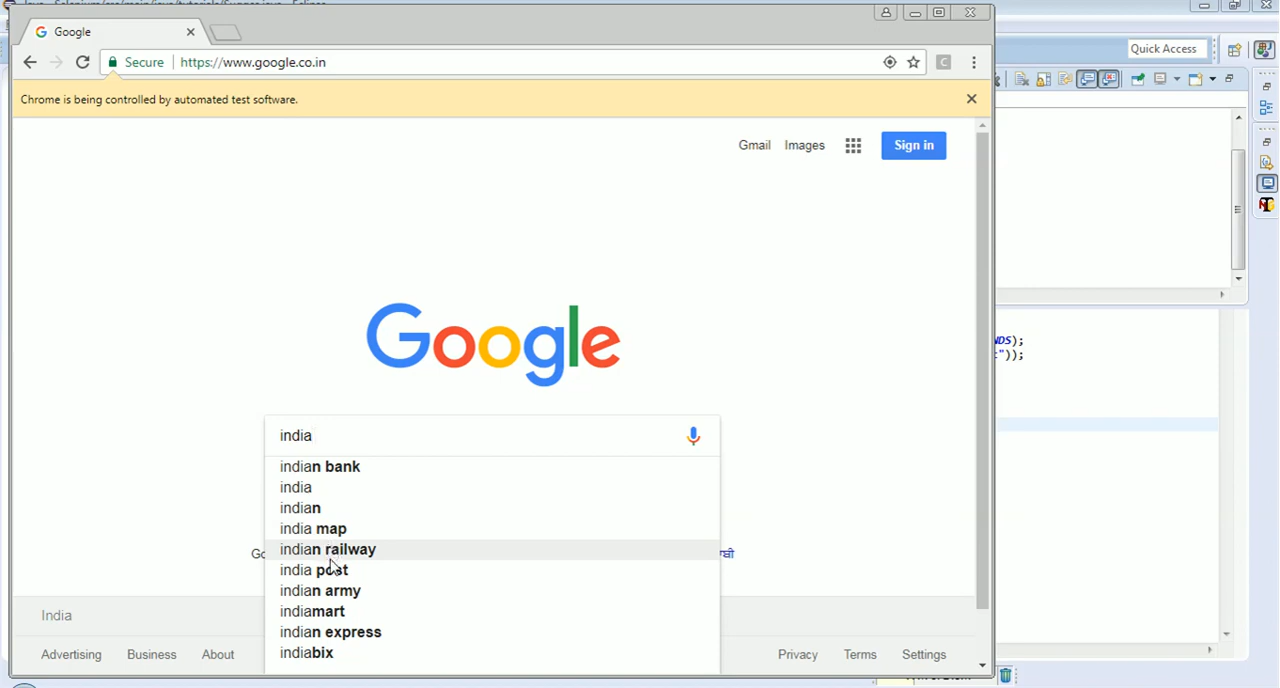 Google
Quick Access
Secure https://www.google.co.in
C
Chrome is being controlled by automated test software.
Gmail Images Sign in
Google
NDS);
"));
india
indian bank
india
indian
india map
indian railway
india post
indian army
indiamart
indian express
indiabix
Go
India
Advertising Business About Privacy Terms Settings